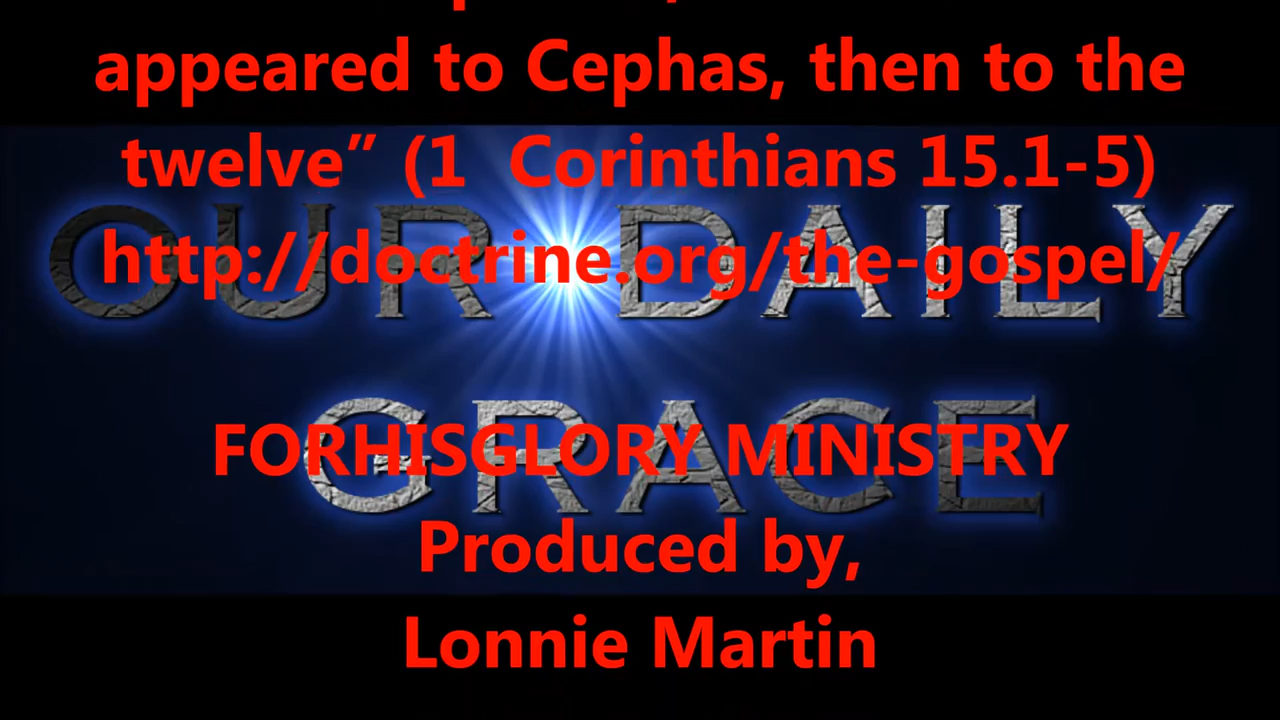 appeared to Cephas, then to the
twelve” (1 Corinthians 15.1-5)
http://doctrine.org/the-gospel/
OUR DAILY
GRACE
FORHISGLORY MINISTRY
Produced by,
Lonnie Martin